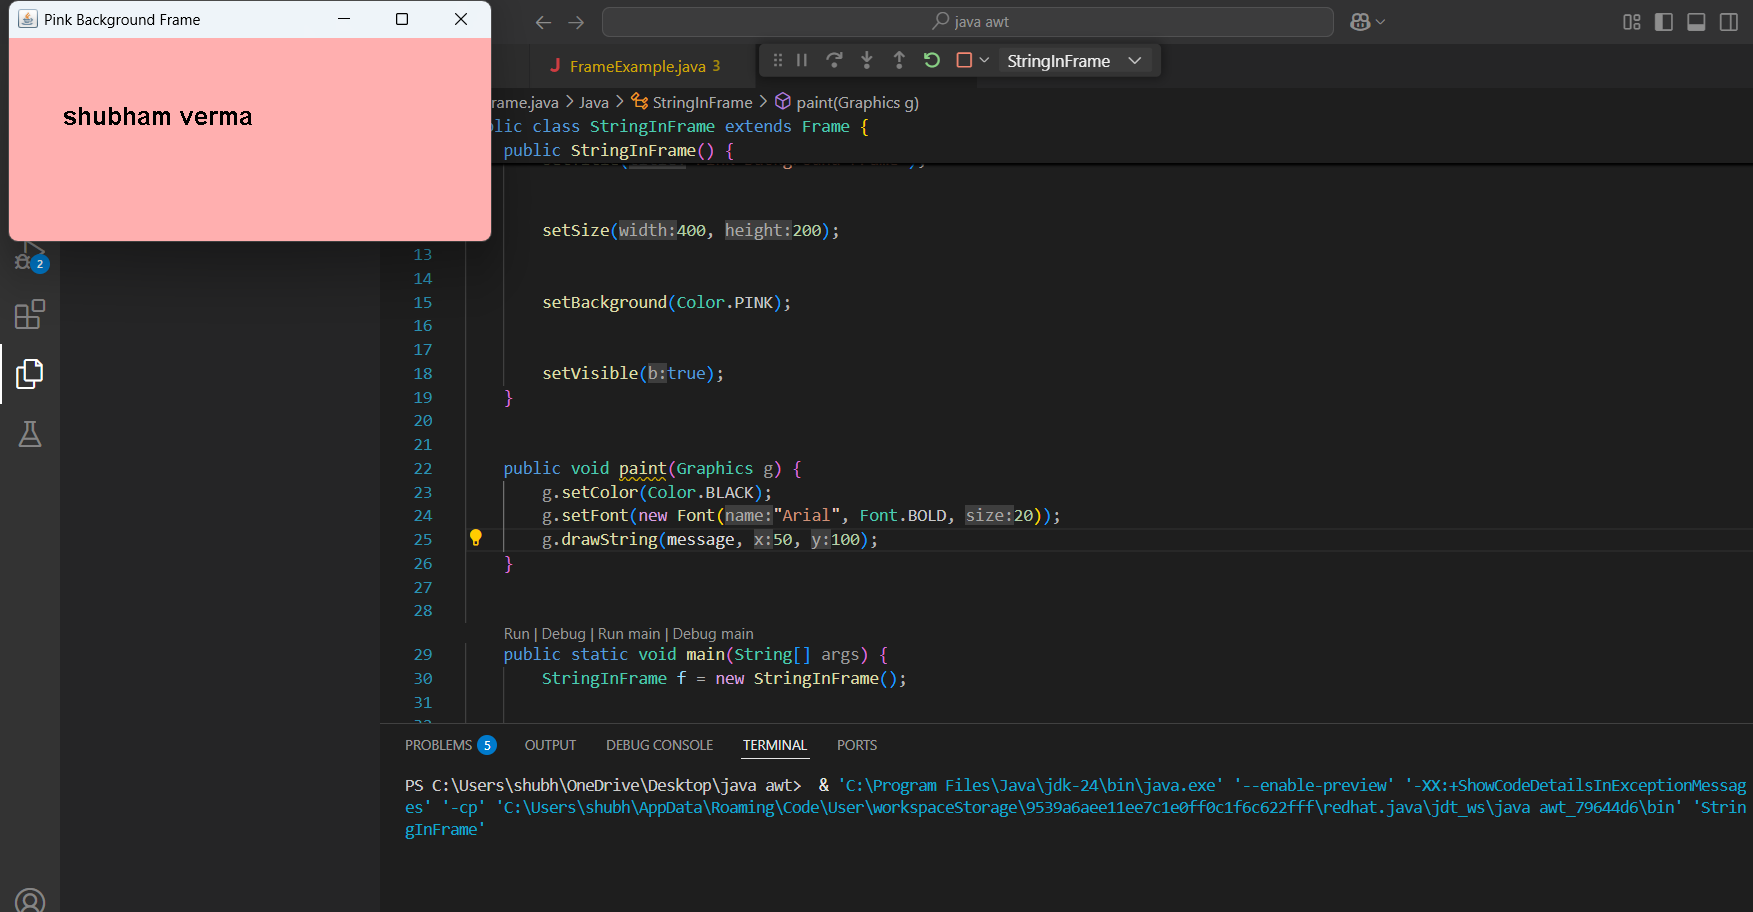 Pink Background Frame
shubham verma
java awt
FrameExample.java 3
StringInFrame
rame.java > Java > StringInFrame > paint(Graphics g)
blic class StringInFrame extends Frame {
public StringInFrame() {
setSize(width:400, height:200);
13
14
15 setBackground(Color.PINK);
16
17
18 setVisible(b:true);
19 }
20
21
22 public void paint(Graphics g) {
23 g.setColor(Color.BLACK);
24 g.setFont(new Font(name:"Arial", Font.BOLD, size:20));
25 g.drawString(message, x:50, y:100);
26 }
27
28
Run | Debug | Run main | Debug main
29 public static void main(String[] args) {
30 StringInFrame f = new StringInFrame();
31
2
PROBLEMS 5 OUTPUT DEBUG CONSOLE TERMINAL PORTS
PS C:\Users\shubh\OneDrive\Desktop\java awt> & 'C:\Program Files\Java\jdk-24\bin\java.exe' '--enable-preview' '-XX:+ShowCodeDetailsInExceptionMessag
es' '-cp' 'C:\Users\shubh\AppData\Roaming\Code\User\workspaceStorage\9539a6aee11ee7c1e0ff0c1f6c622fff\redhat.java\jdt_ws\java awt_79644d6\bin' 'Strin
gInFrame'